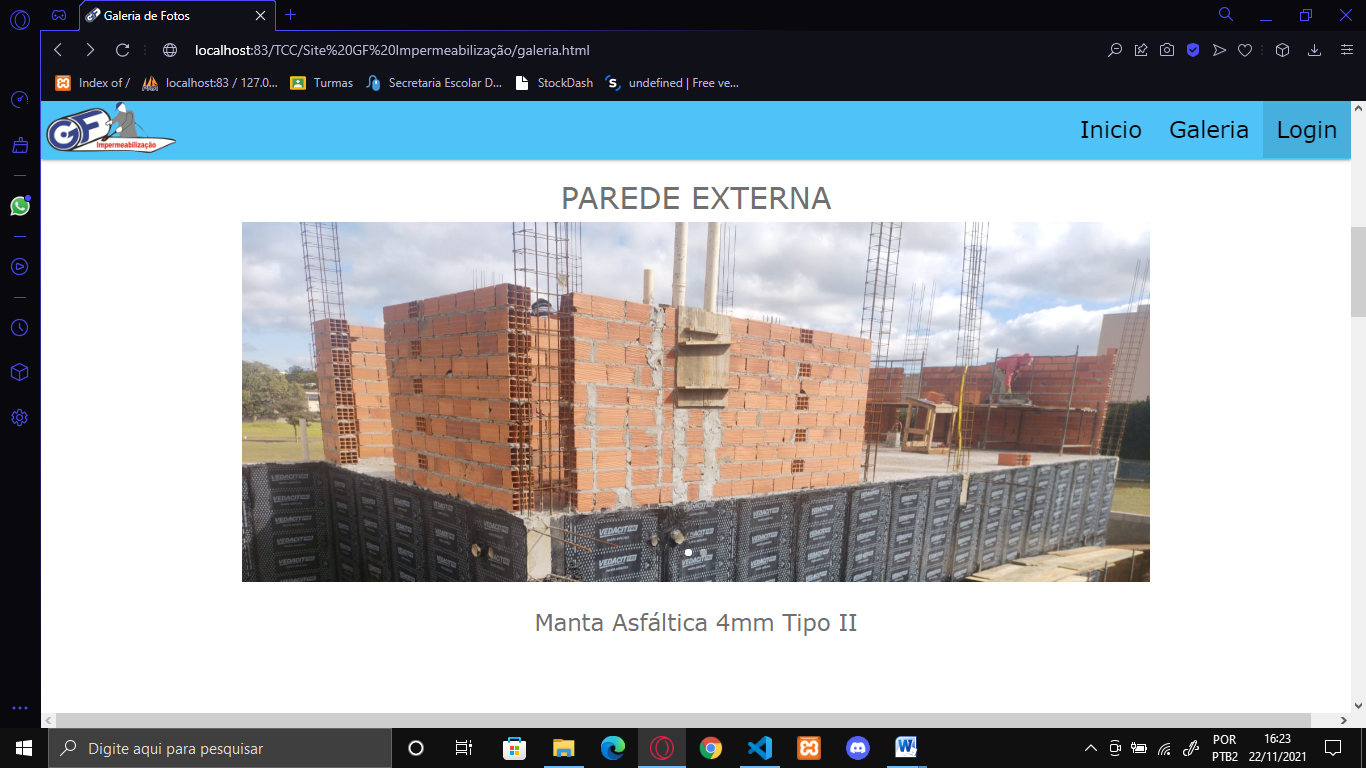 Galeria de Fotos
localhost:83/TCC/Site%20GF%20Impermeabilização/galeria.html
Index of /
localhost:83 / 127.0...
Turmas
Secretaria Escolar D...
StockDash
undefined | Free ve...
GF
Impermeabilização
Inicio
Galeria
Login
PAREDE EXTERNA
VEDACIT
VEDACIT
VEDACIT
Manta Asfáltica 4mm Tipo II
Digite aqui para pesquisar
POR
PTB2
16:23
22/11/2021